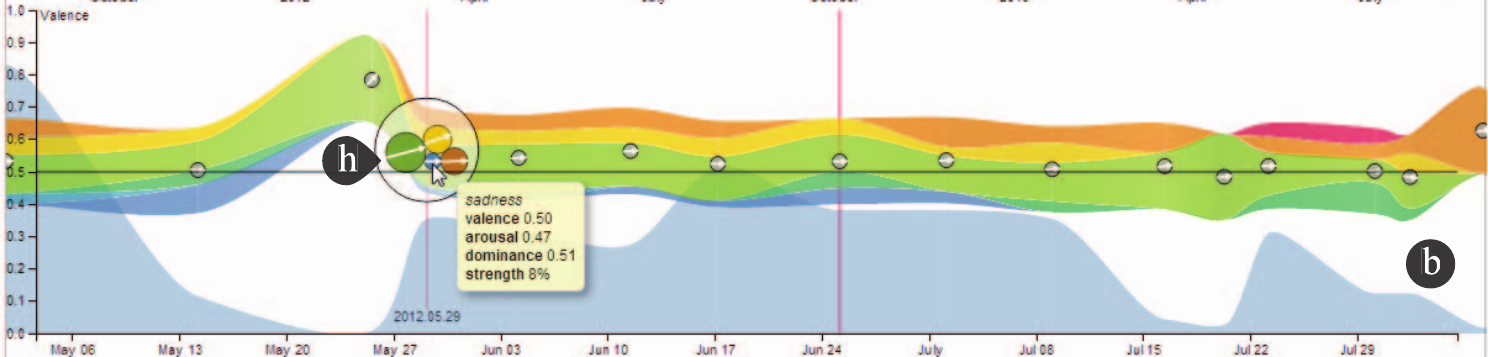 Valence
1.0
0.9
0.8
0.7
0.6
0.5
0.4
0.3
0.2
0.1
0.0
h
sadness
valence 0.50
arousal 0.47
dominance 0.51
strength 8%
b
2012.05.29
May 06 May 13 May 20 May 27 Jun 03 Jun 10 Jun 17 Jun 24 July Jul 08 Jul 15 Jul 22 Jul 29